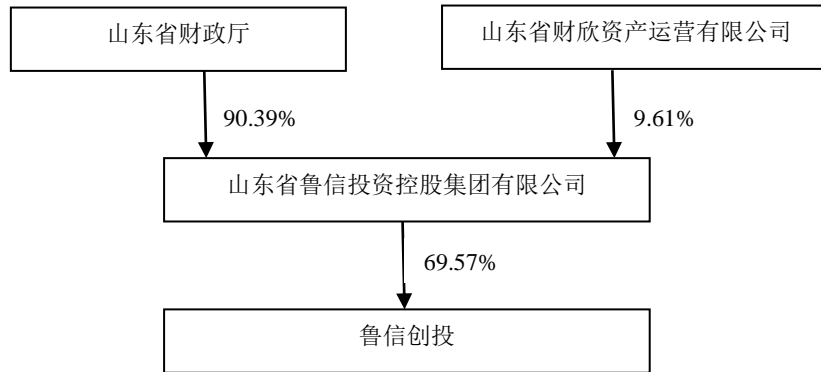 山东省财政厅
山东省财欣资产运营有限公司
90.39%
9.61%
山东省鲁信投资控股集团有限公司
69.57%
鲁信创投